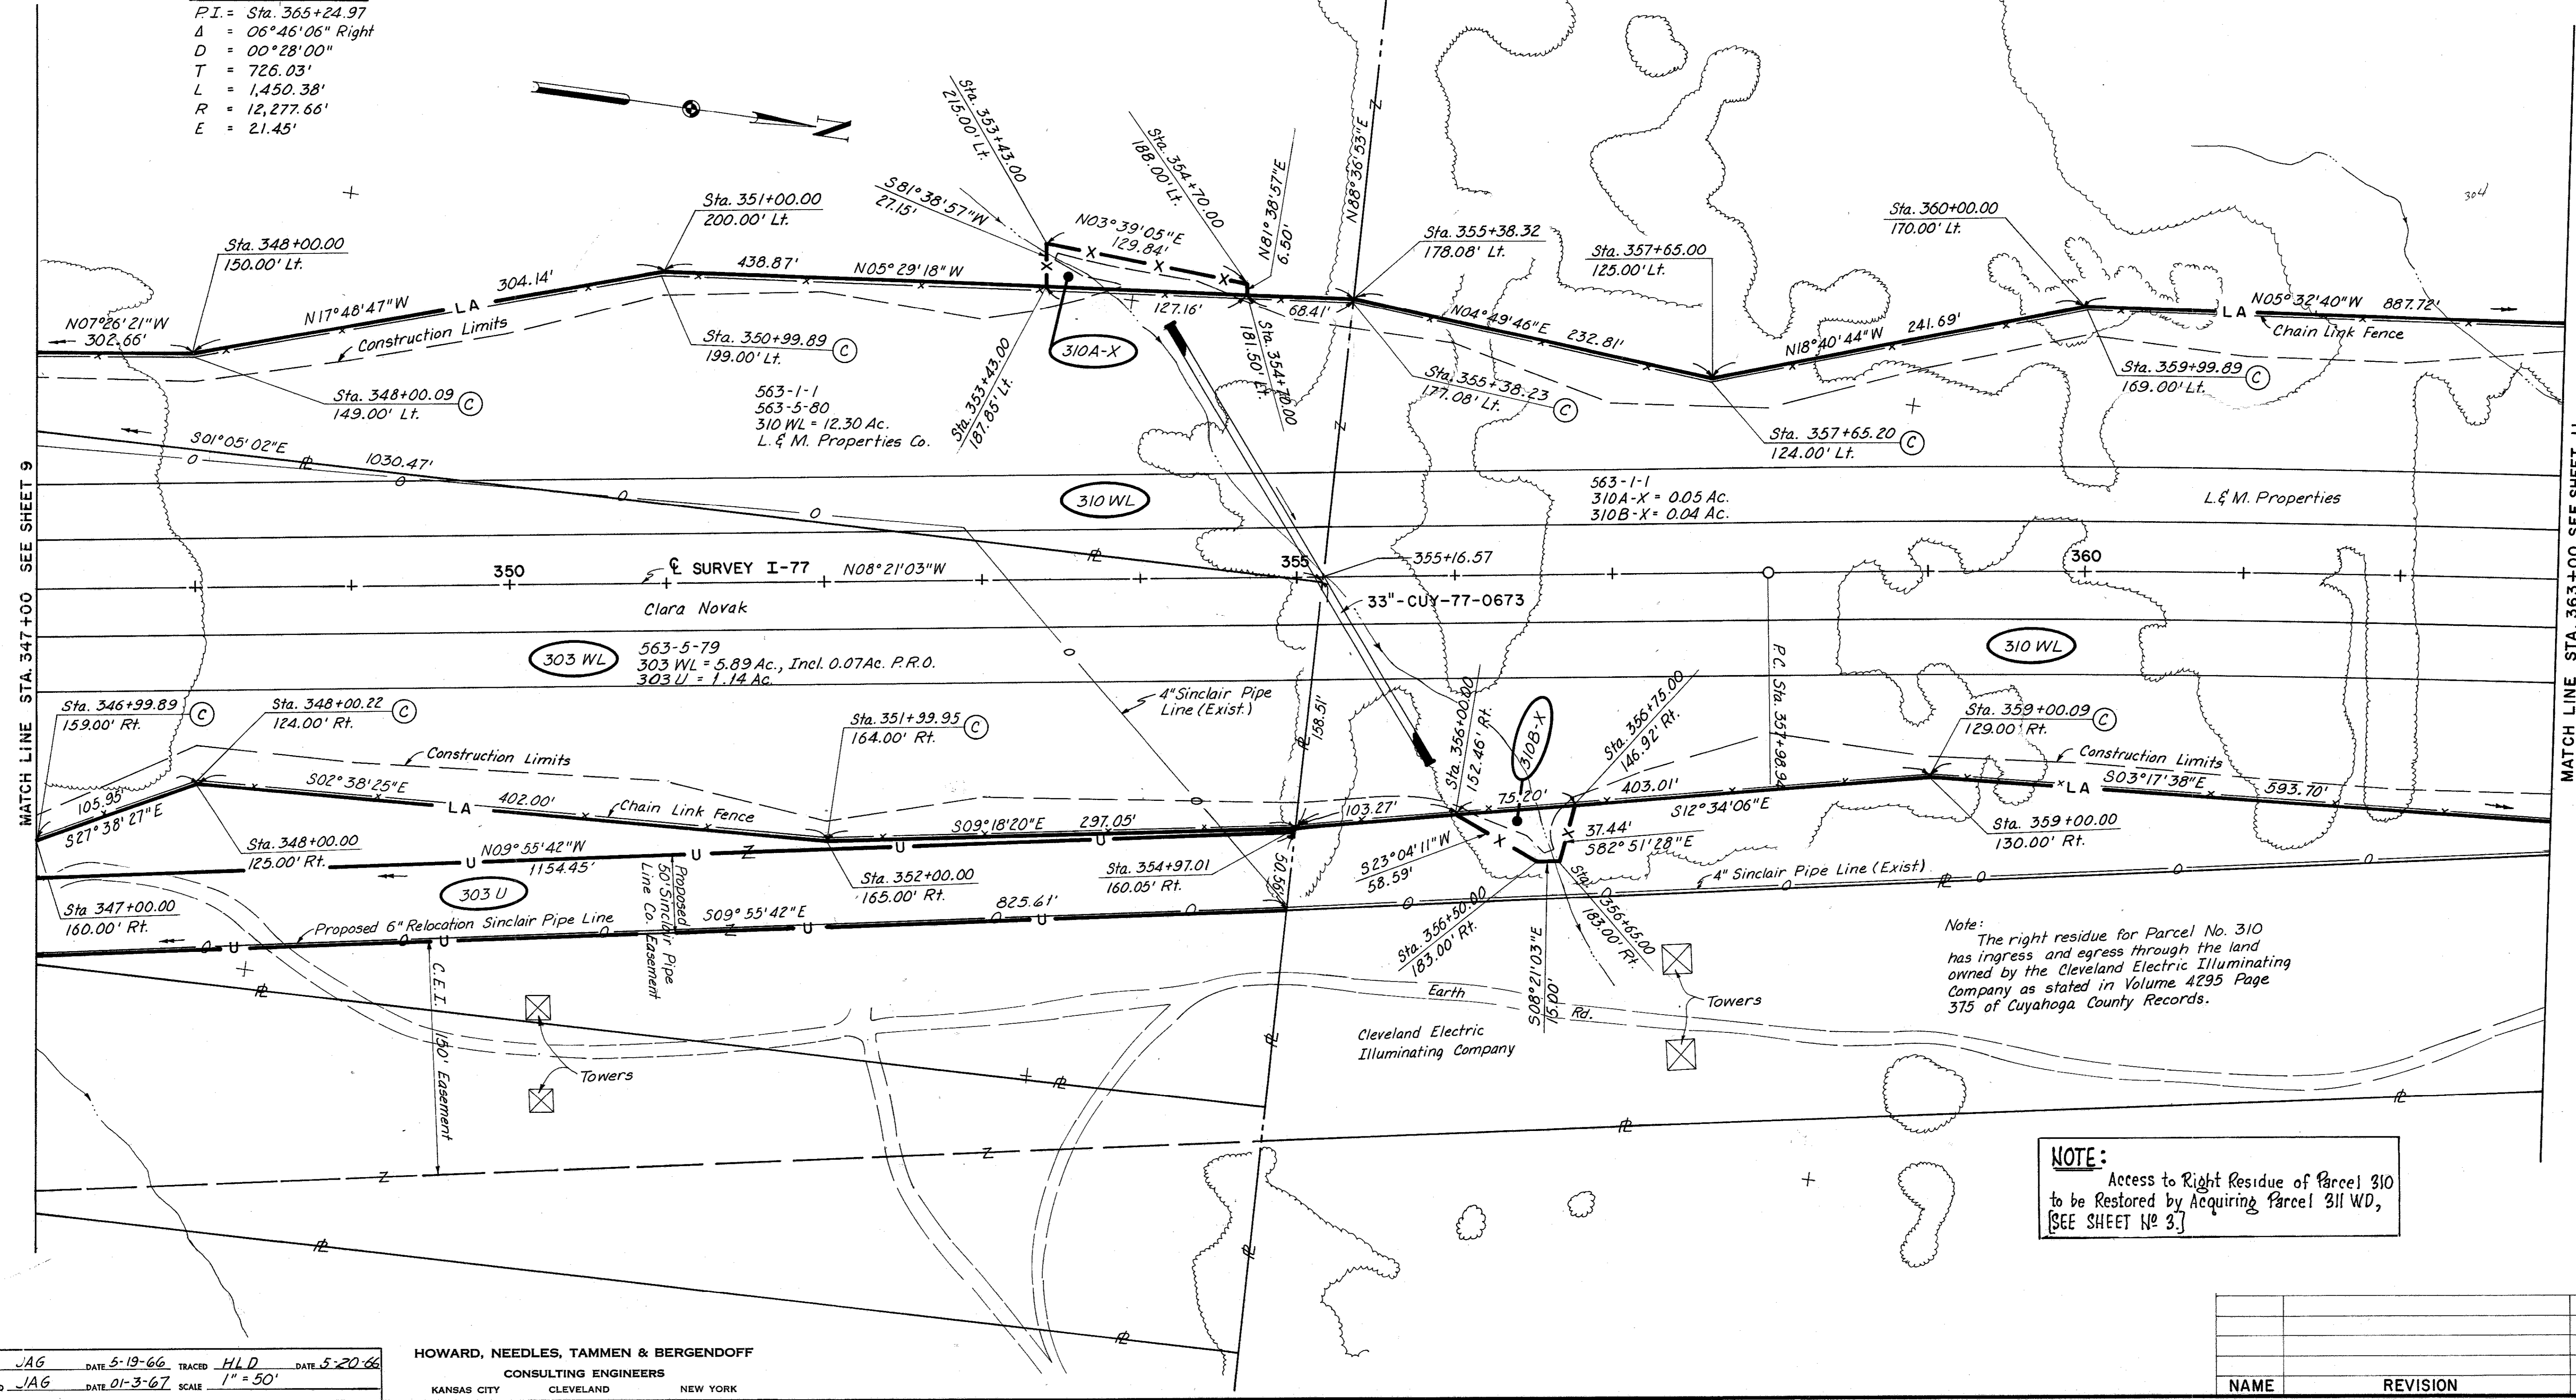 P.I. = Sta. 365+24.97
Δ = 06°46'06" Right
D = 00°28'00"
T = 726.03'
L = 1,450.38'
R = 12,277.66'
E = 21.45'
N
Sta. 353+43.00
215.00' Lt.
Sta. 354+70.00
188.00' Lt.
N81°38'57"E
6.50'
N88°36'53"E
S81°38'57"W
27.15'
N03°39'05"E
129.84'
304
Sta. 348+00.00
150.00' Lt.
Sta. 351+00.00
200.00' Lt.
Sta. 355+38.32
178.08' Lt.
Sta. 357+65.00
125.00' Lt.
Sta. 360+00.00
170.00' Lt.
N07°26'21"W
302.66'
N17°48'47"W
LA
304.14'
438.87'
N05°29'18"W
127.16'
68.41'
N04°49'46"E
232.81'
N18°40'44"W
241.69'
LA
N05°32'40"W
887.72'
Chain Link Fence
Construction Limits
Sta. 348+00.09
149.00' Lt.
C
Sta. 350+99.89
199.00' Lt.
C
310A-X
Sta. 353+43.00
187.85' Lt.
Sta. 354+70.00
181.50' Lt.
Sta. 355+38.23
177.08' Lt.
C
Sta. 357+65.20
124.00' Lt.
C
Sta. 359+99.89
169.00' Lt.
C
563-1-1
563-5-80
310 WL = 12.30 Ac.
L. & M. Properties Co.
S01°05'02"E
1030.47'
310 WL
563-1-1
310A-X = 0.05 Ac.
310B-X = 0.04 Ac.
L. & M. Properties
MATCH LINE STA. 347+00 SEE SHEET 9
350
℄ SURVEY I-77
N08°21'03"W
355
355+16.57
360
33"-CUY-77-0673
Clara Novak
303 WL
563-5-79
303 WL = 5.89 Ac., Incl. 0.07 Ac. P.R.O.
303 U = 1.14 Ac.
310 WL
P.C. Sta. 357+98.94
4" Sinclair Pipe
Line (Exist.)
158.51'
Sta. 346+99.89
159.00' Rt.
C
Sta. 348+00.22
124.00' Rt.
C
Sta. 351+99.95
164.00' Rt.
C
Sta. 356+00.00
152.46' Rt.
310B-X
Sta. 356+75.00
146.92' Rt.
Sta. 359+00.09
129.00' Rt.
C
Construction Limits
Construction Limits
105.95'
S27°38'27"E
S02°38'25"E
LA
402.00'
Chain Link Fence
S09°18'20"E
297.05'
103.27'
75.20'
403.01'
S12°34'06"E
LA
S03°17'38"E
593.70'
Sta. 348+00.00
125.00' Rt.
N09°55'42"W
1154.45'
Sta. 352+00.00
165.00' Rt.
Sta. 354+97.01
160.05' Rt.
50.56'
S23°04'11"W
58.59'
37.44'
S82°51'28"E
Sta. 359+00.00
130.00' Rt.
4" Sinclair Pipe Line (Exist.)
303 U
Proposed
50' Sinclair Pipe
Line Co. Easement
Sta 347+00.00
160.00' Rt.
Proposed 6" Relocation Sinclair Pipe Line
S09°55'42"E
825.61'
Sta. 356+50.00
183.00' Rt.
S08°21'03"E
15.00'
Sta. 356+65.00
183.00' Rt.
Note:
The right residue for Parcel No. 310
has ingress and egress through the land
owned by the Cleveland Electric Illuminating
Company as stated in Volume 4295 Page
375 of Cuyahoga County Records.
C.E.I. 150' Easement
Towers
Earth Rd.
Towers
Cleveland Electric
Illuminating Company
NOTE:
Access to Right Residue of Parcel 310
to be Restored by Acquiring Parcel 311 WD,
[SEE SHEET Nº 3.]
MATCH LINE STA. 363+00 SEE SHEET
JAG DATE 5-19-66 TRACED HLD DATE 5-20-66
JAG DATE 01-3-67 SCALE 1" = 50'
HOWARD, NEEDLES, TAMMEN & BERGENDOFF
CONSULTING ENGINEERS
KANSAS CITY CLEVELAND NEW YORK
NAME REVISION